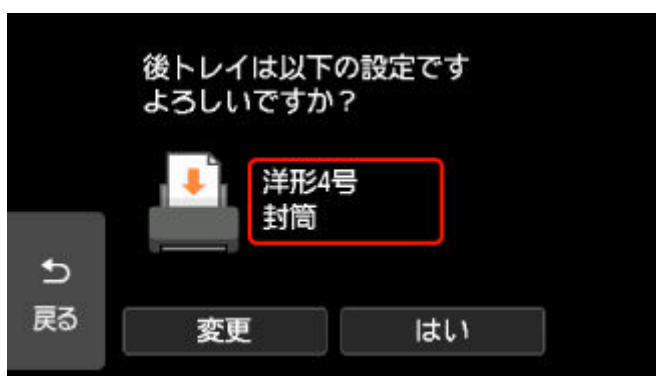 後トレイは以下の設定です
よろしいですか？
洋形4号
封筒
戻る
変更
はい